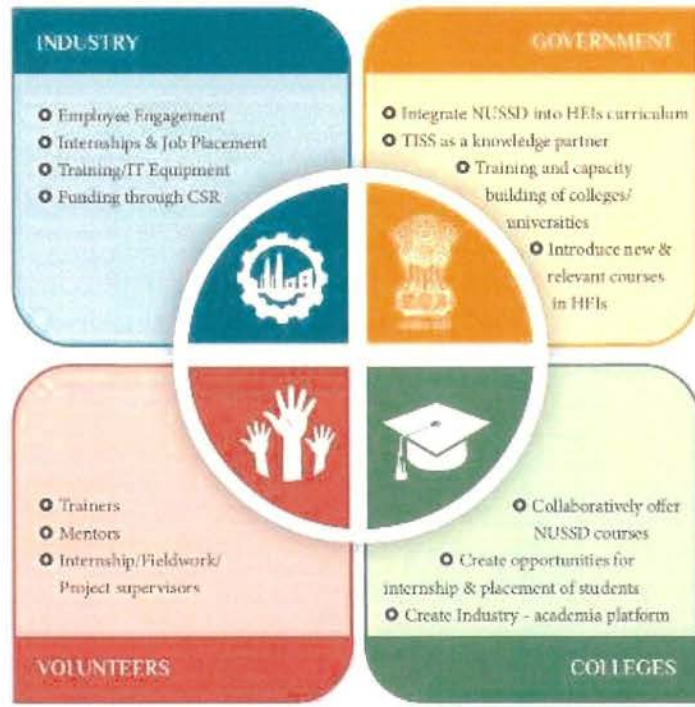 INDUSTRY
Employee Engagement
Internships & Job Placement
Training/IT Equipment
Funding through CSR
GOVERNMENT
Integrate NUSSD into HEIs curriculum
TISS as a knowledge partner
Training and capacity
building of colleges/
universities
Introduce new &
relevant courses
in HEIs
Trainers
Mentors
Internship/Fieldwork/
Project supervisors
VOLUNTEERS
Collaboratively offer
NUSSD courses
Create opportunities for
internship & placement of students
Create Industry - academia platform
COLLEGES